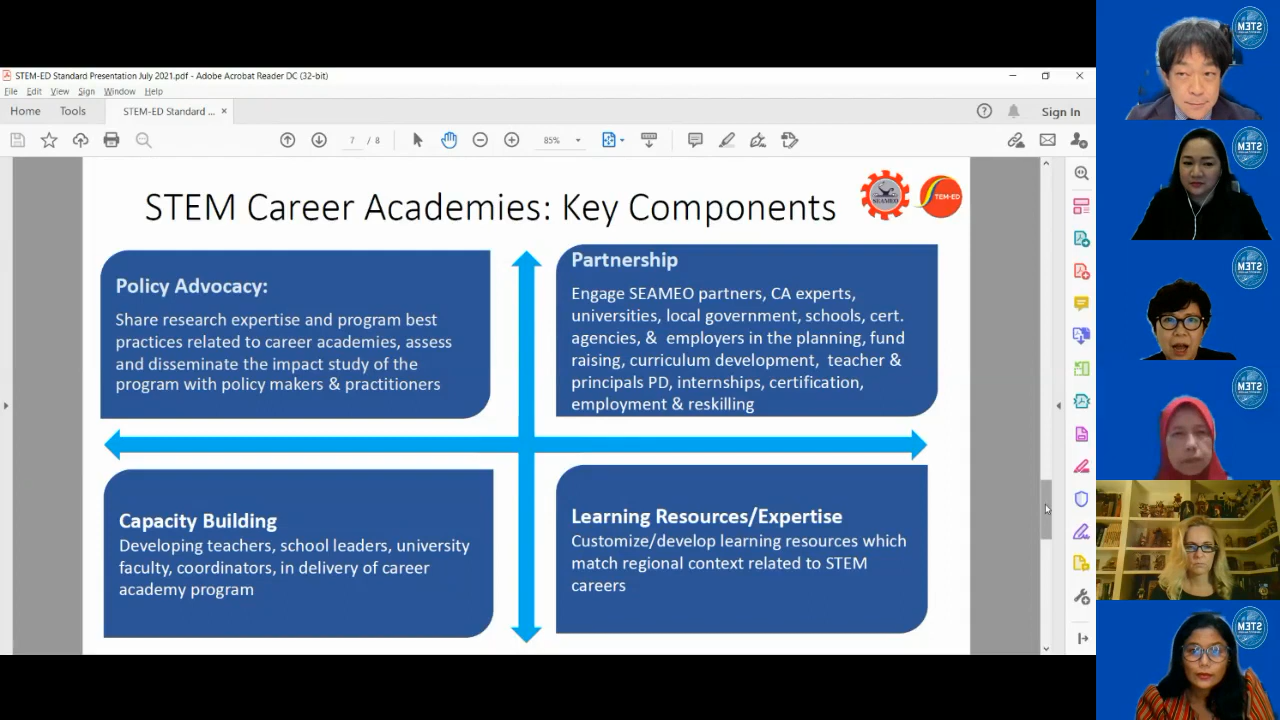 STEM-ED Standard Presentation July 2021.pdf - Adobe Acrobat Reader DC (32-bit)
File Edit View Sign Window Help
Home Tools STEM-ED Standard ... Sign In
7 / 8 85%
STEM Career Academies: Key Components
SEAMEO
TEM-ED
Policy Advocacy:
Share research expertise and program best
practices related to career academies, assess
and disseminate the impact study of the
program with policy makers & practitioners
Partnership
Engage SEAMEO partners, CA experts,
universities, local government, schools, cert.
agencies, & employers in the planning, fund
raising, curriculum development, teacher &
principals PD, internships, certification,
employment & reskilling
Capacity Building
Developing teachers, school leaders, university
faculty, coordinators, in delivery of career
academy program
Learning Resources/Expertise
Customize/develop learning resources which
match regional context related to STEM
careers
STEM
STEM
STEM
STEM
STEM